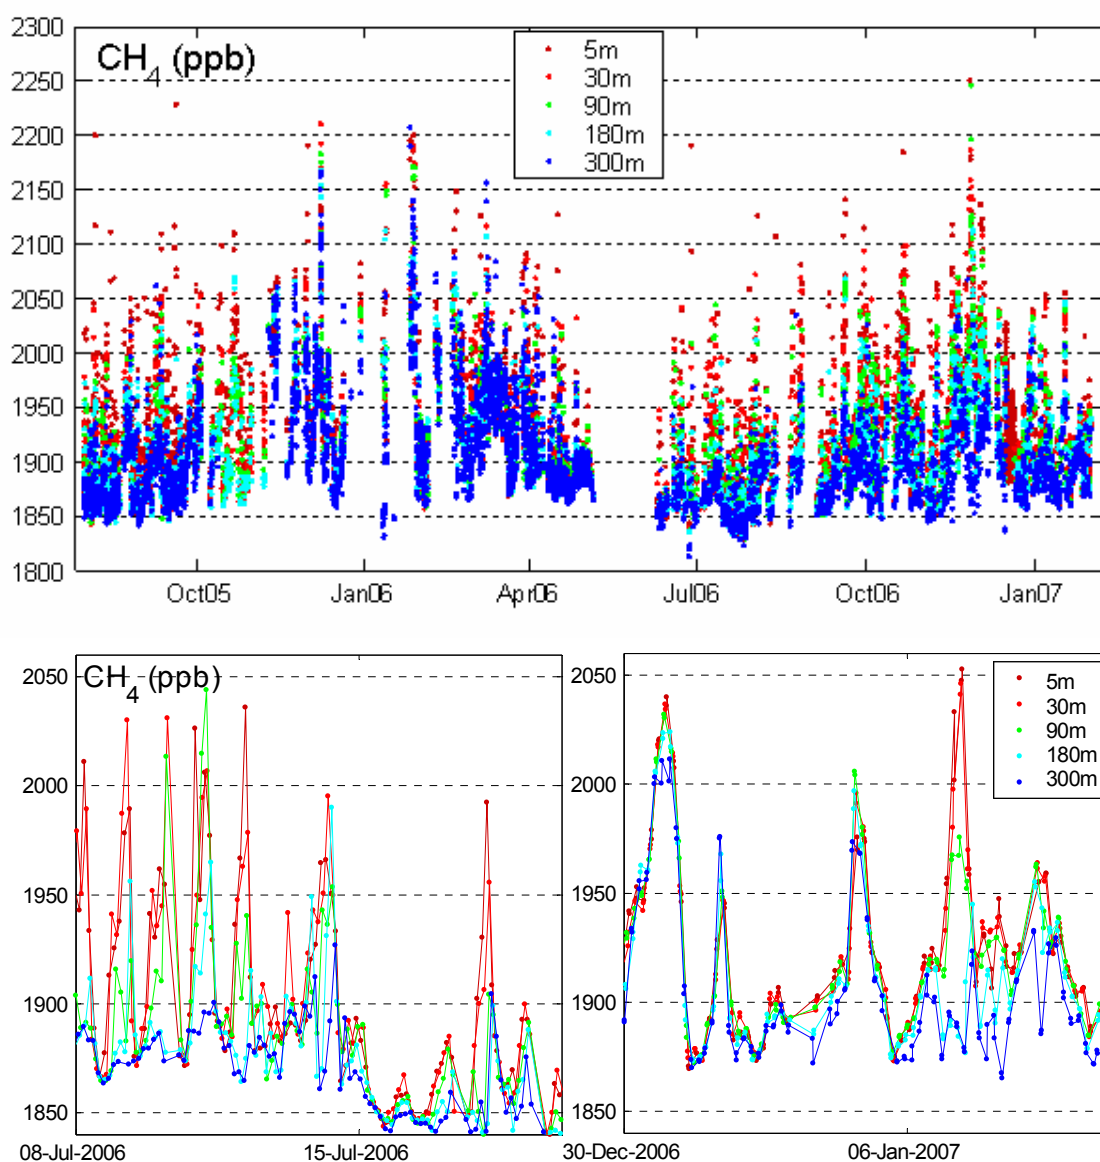 2300
2250
2200
2150
2100
2050
2000
1950
1900
1850
1800
CH4 (ppb)
5m
30m
90m
180m
300m
Oct05 Jan06 Apr06 Jul06 Oct06 Jan07
2050
2000
1950
1900
1850
CH4 (ppb)
08-Jul-2006 15-Jul-2006
2050
2000
1950
1900
1850
5m
30m
90m
180m
300m
30-Dec-2006 06-Jan-2007